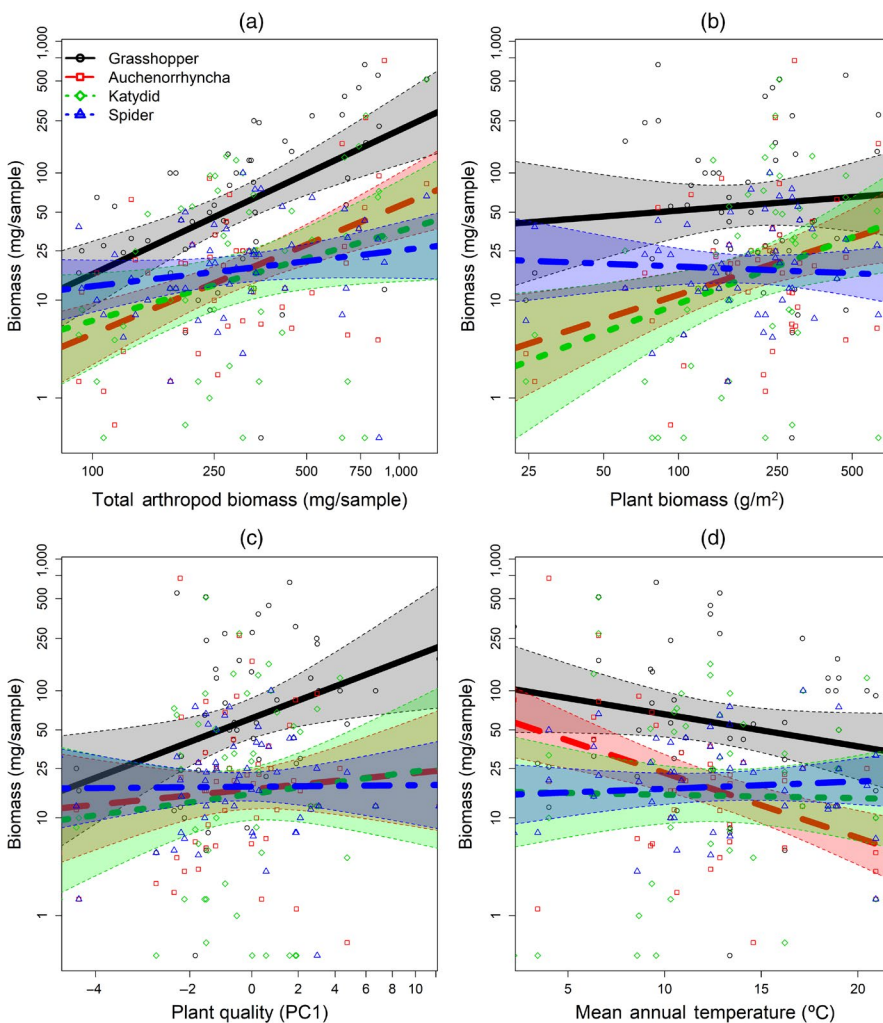 (a)
1,000
500
250
100
50
25
10
1
Biomass (mg/sample)
Grasshopper
Auchenorrhyncha
Katydid
Spider
100 250 500 750 1,000
Total arthropod biomass (mg/sample)
(b)
1,000
500
250
100
50
25
10
1
Biomass (mg/sample)
25 50 100 250 500
Plant biomass (g/m²)
(c)
1,000
500
250
100
50
25
10
1
Biomass (mg/sample)
–4 –2 0 2 4 6 8 10
Plant quality (PC1)
(d)
1,000
500
250
100
50
25
10
1
Biomass (mg/sample)
5 10 15 20
Mean annual temperature (ºC)